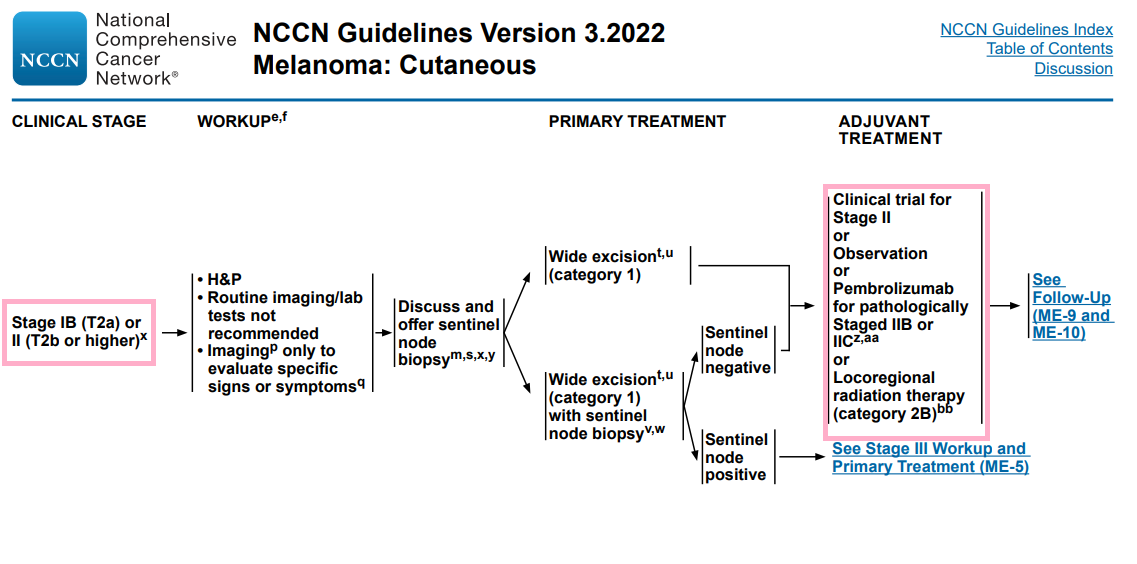 NCCN
National
Comprehensive
Cancer
Network®
NCCN Guidelines Version 3.2022
Melanoma: Cutaneous
NCCN Guidelines Index
Table of Contents
Discussion
CLINICAL STAGE
WORKUPe,f
PRIMARY TREATMENT
ADJUVANT
TREATMENT
Stage IB (T2a) or
II (T2b or higher)x
• H&P
• Routine imaging/lab
tests not
recommended
• Imagingp only to
evaluate specific
signs or symptomsq
Discuss and
offer sentinel
node
biopsym,s,x,y
Wide excisiont,u
(category 1)
Wide excisiont,u
(category 1)
with sentinel
node biopsyv,w
Sentinel
node
negative
Sentinel
node
positive
Clinical trial for
Stage II
or
Observation
or
Pembrolizumab
for pathologically
Staged IIB or
IICz,aa
or
Locoregional
radiation therapy
(category 2B)bb
See Stage III Workup and
Primary Treatment (ME-5)
See
Follow-Up
(ME-9 and
ME-10)